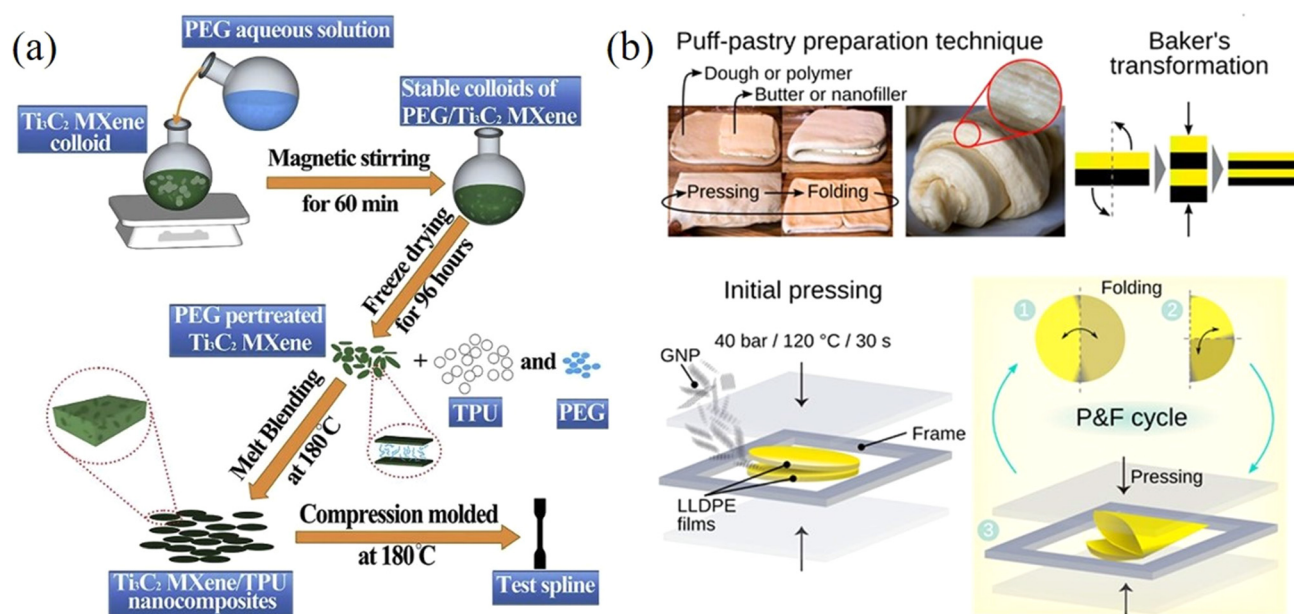 (a)
PEG aqueous solution
Ti₃C₂ MXene
colloid
Stable colloids of
PEG/Ti₃C₂ MXene
Magnetic stirring
for 60 min
Freeze drying
for 96 hours
PEG pertreated
Ti₃C₂ MXene
+
and
TPU
PEG
Melt Blending
at 180℃
Compression molded
at 180℃
Ti₃C₂ MXene/TPU
nanocomposites
Test spline
(b)
Puff-pastry preparation technique
Dough or polymer
Butter or nanofiller
Pressing
Folding
Baker's
transformation
Initial pressing
40 bar / 120 °C / 30 s
GNP
Frame
LLDPE
films
1
Folding
2
P&F cycle
Pressing
3